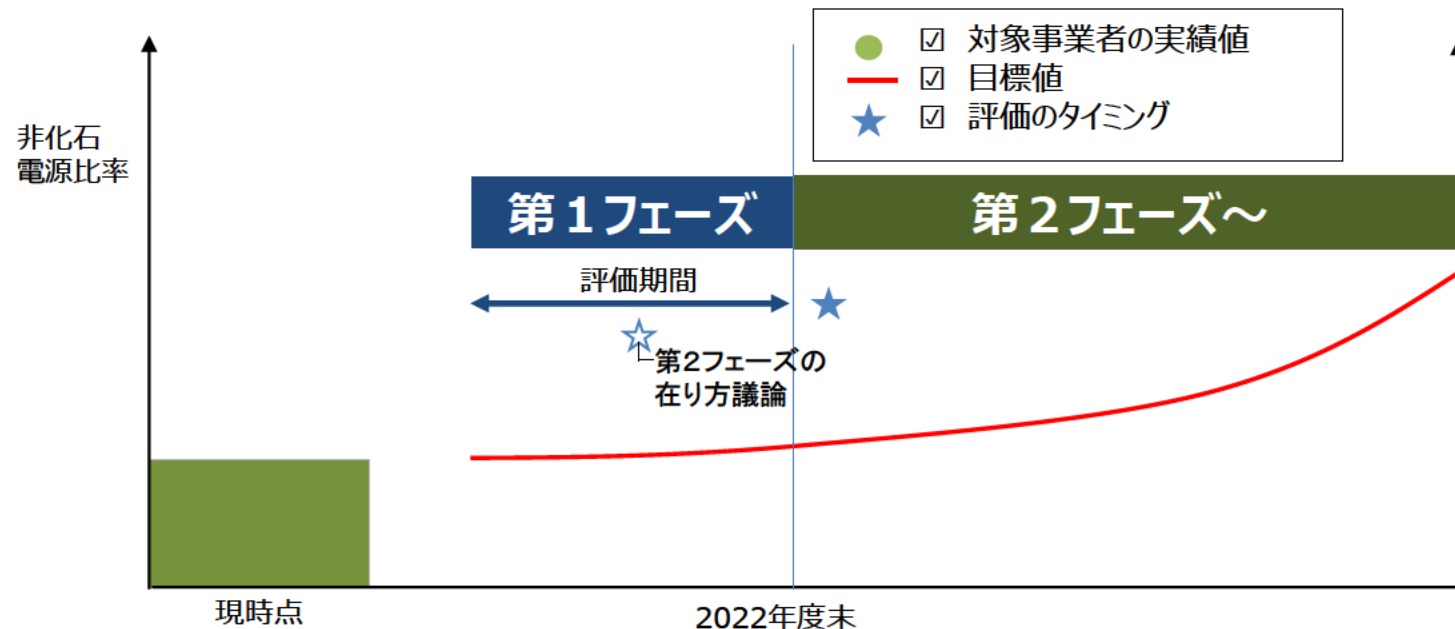 ☑ 対象事業者の実績値
☑ 目標値
☑ 評価のタイミング
非化石
電源比率
第1フェーズ
第2フェーズ～
評価期間
第2フェーズの
在り方議論
現時点
2022年度末